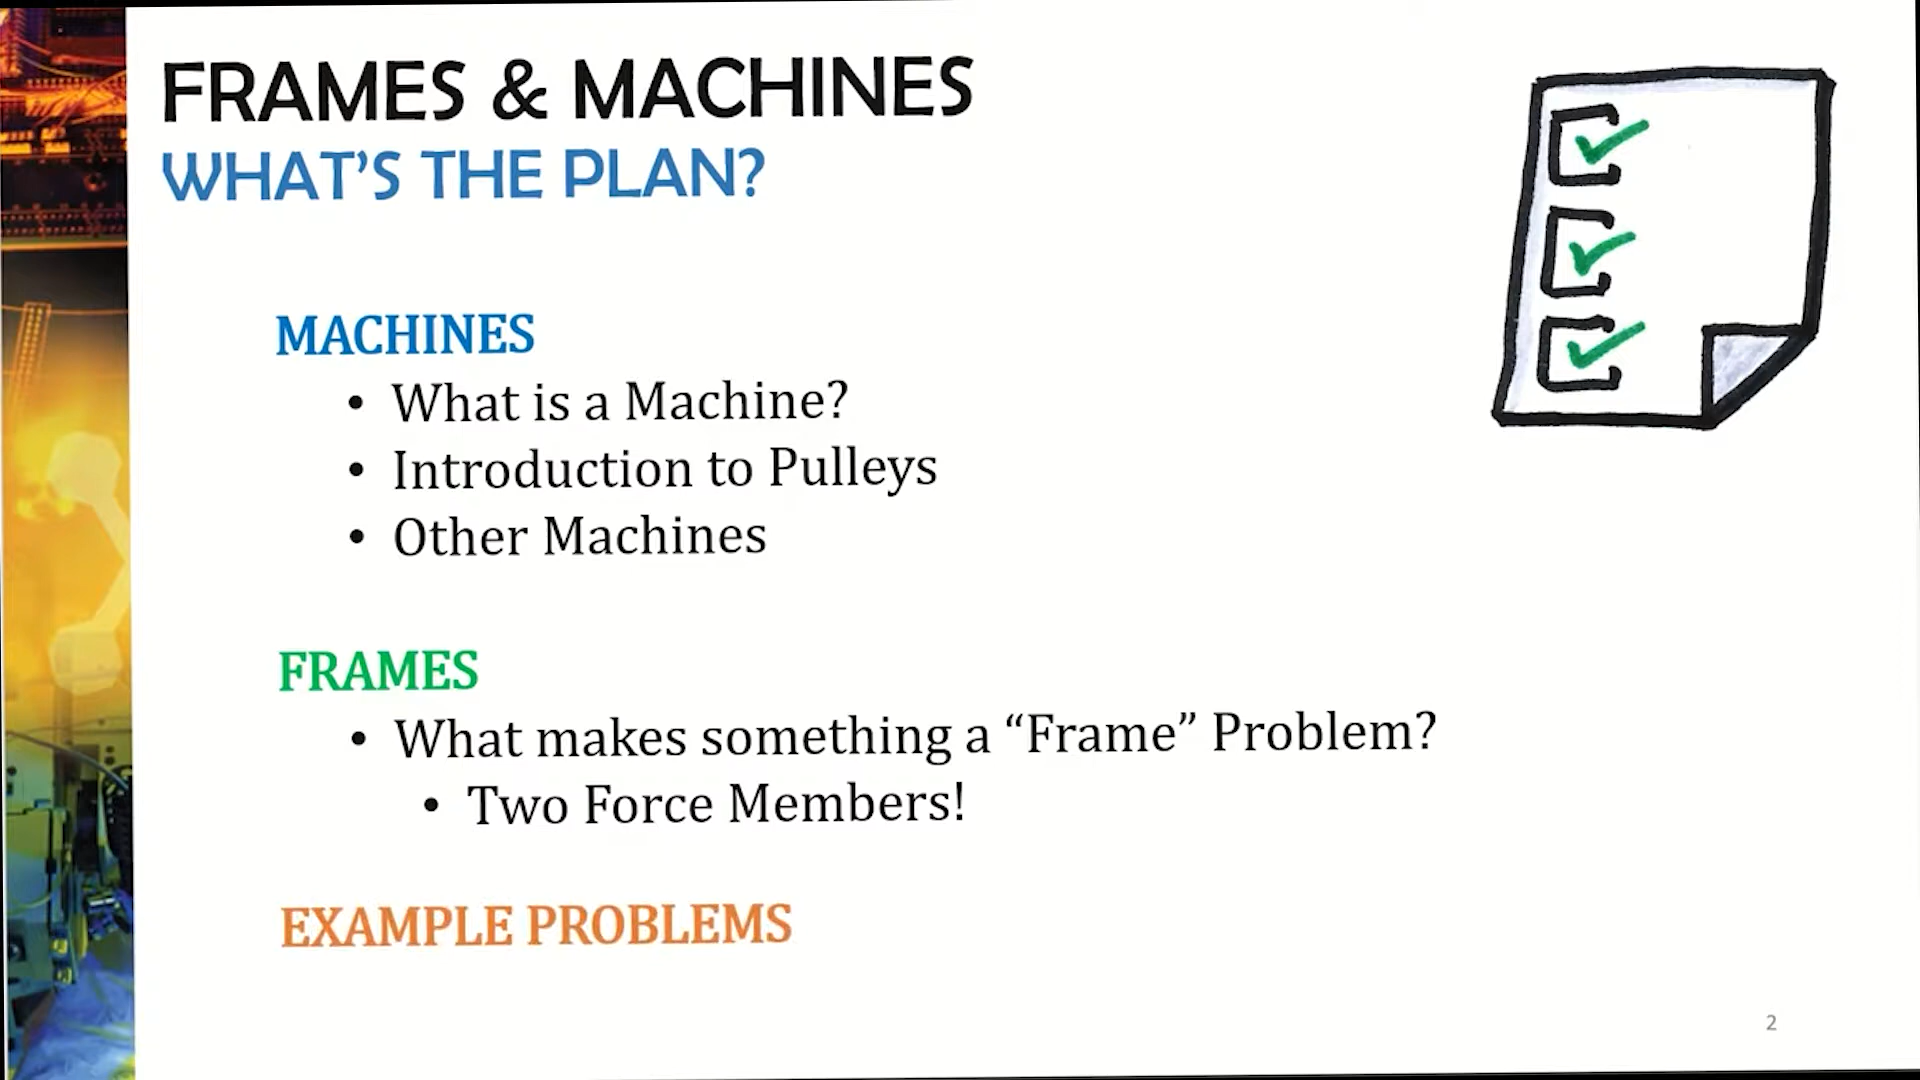 FRAMES & MACHINES
WHAT'S THE PLAN?
MACHINES
• What is a Machine?
• Introduction to Pulleys
• Other Machines
FRAMES
• What makes something a “Frame” Problem?
• Two Force Members!
EXAMPLE PROBLEMS
2